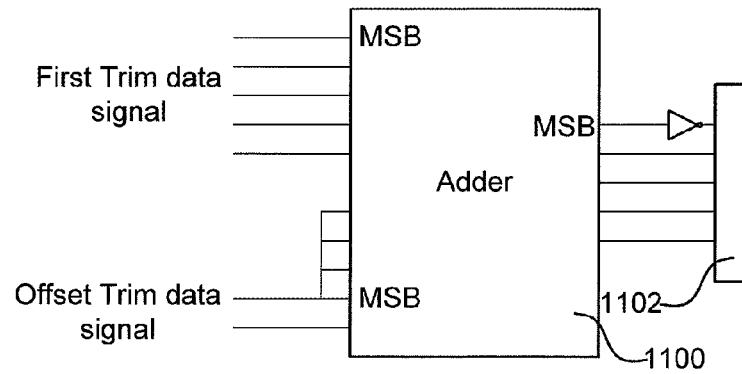 MSB
First Trim data
signal
MSB
Adder
Offset Trim data
signal
MSB
1102
1100